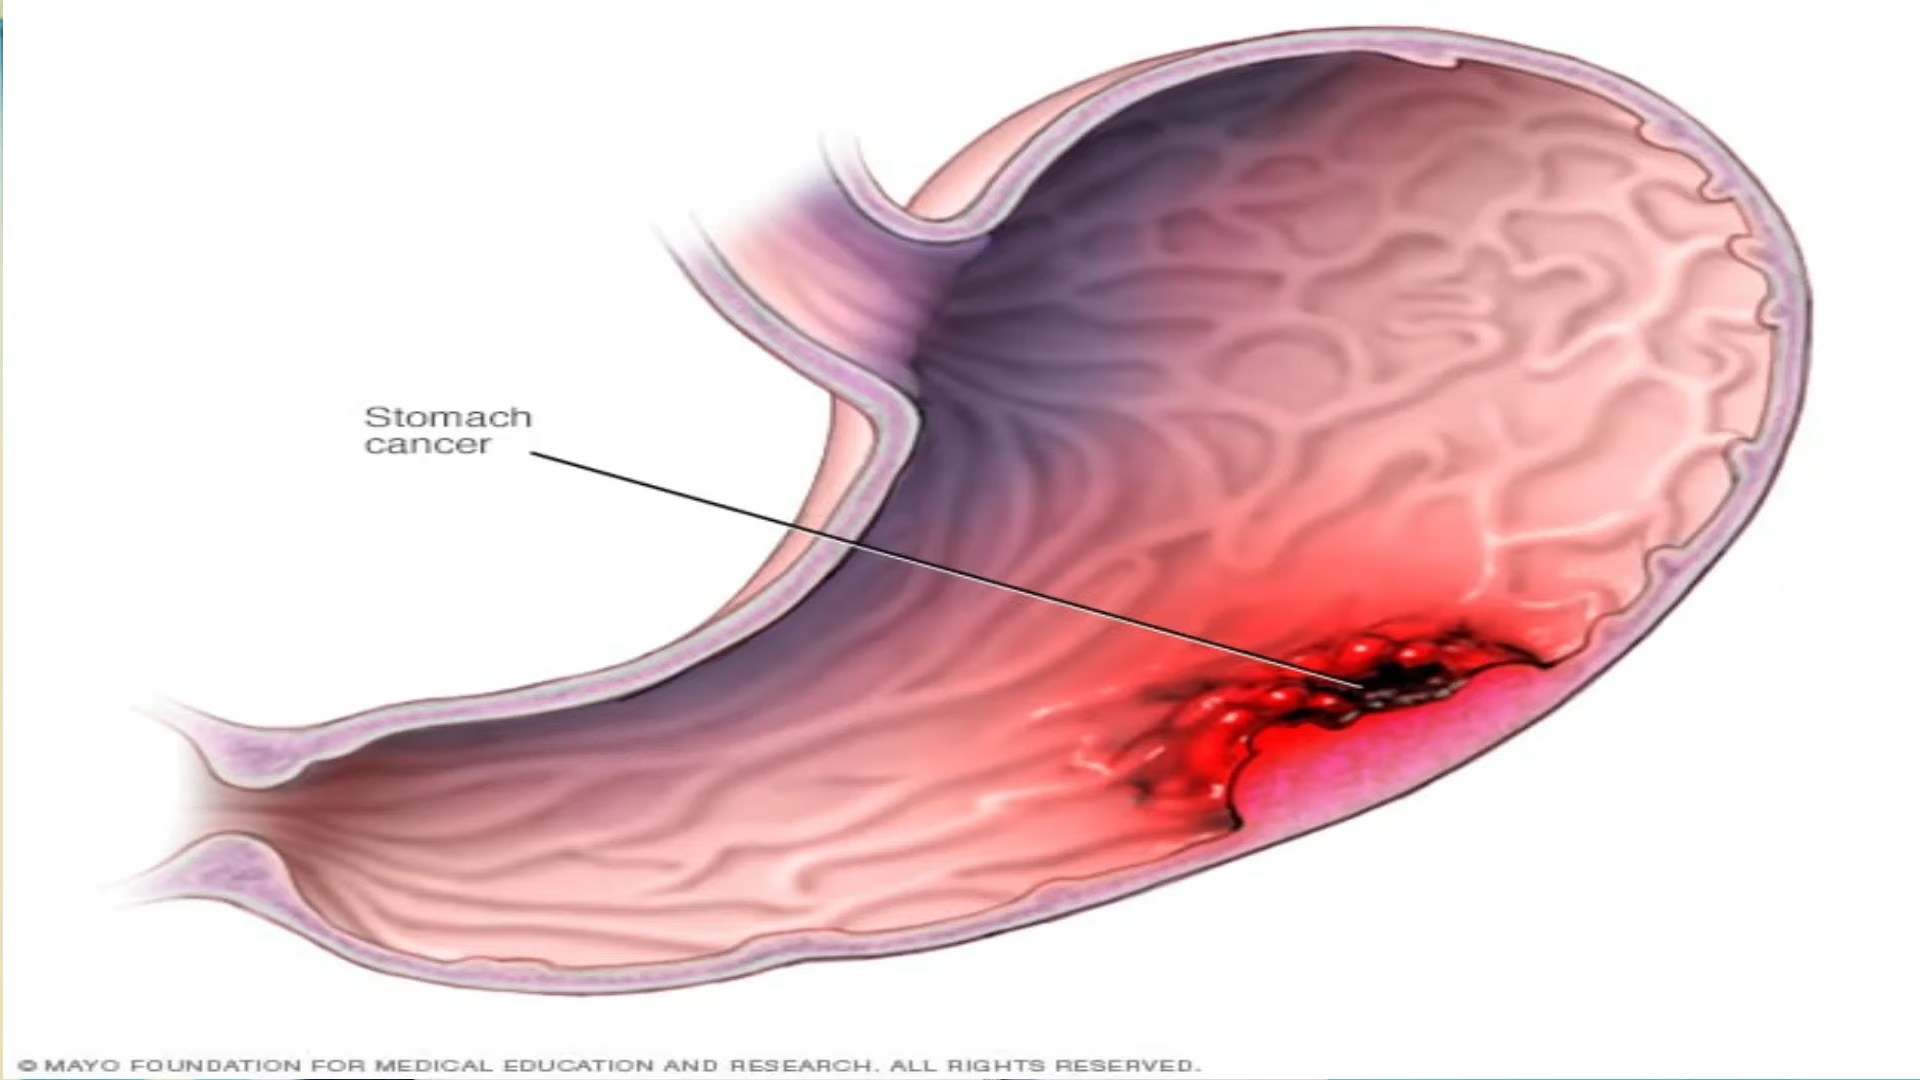 Stomach
cancer
© MAYO FOUNDATION FOR MEDICAL EDUCATION AND RESEARCH. ALL RIGHTS RESERVED.